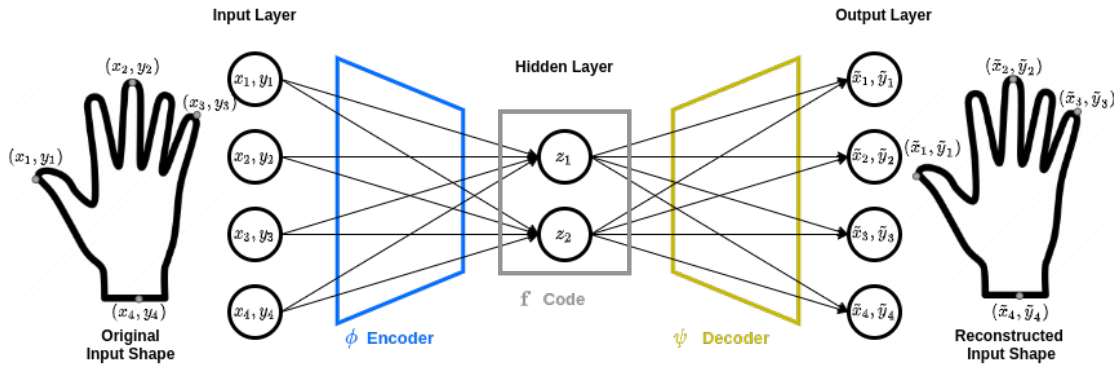 Input Layer
Output Layer
Hidden Layer
(x₂, y₂)
(x₃, y₃)
(x₁, y₁)
(x₄, y₄)
Original
Input Shape
x₁, y₁
x₂, y₂
x₃, y₃
x₄, y₄
ϕ Encoder
z₁
z₂
f Code
ψ Decoder
x̃₁, ỹ₁
x̃₂, ỹ₂
x̃₃, ỹ₃
x̃₄, ỹ₄
(x̃₂, ỹ₂)
(x̃₃, ỹ₃)
(x̃₁, ỹ₁)
(x̃₄, ỹ₄)
Reconstructed
Input Shape